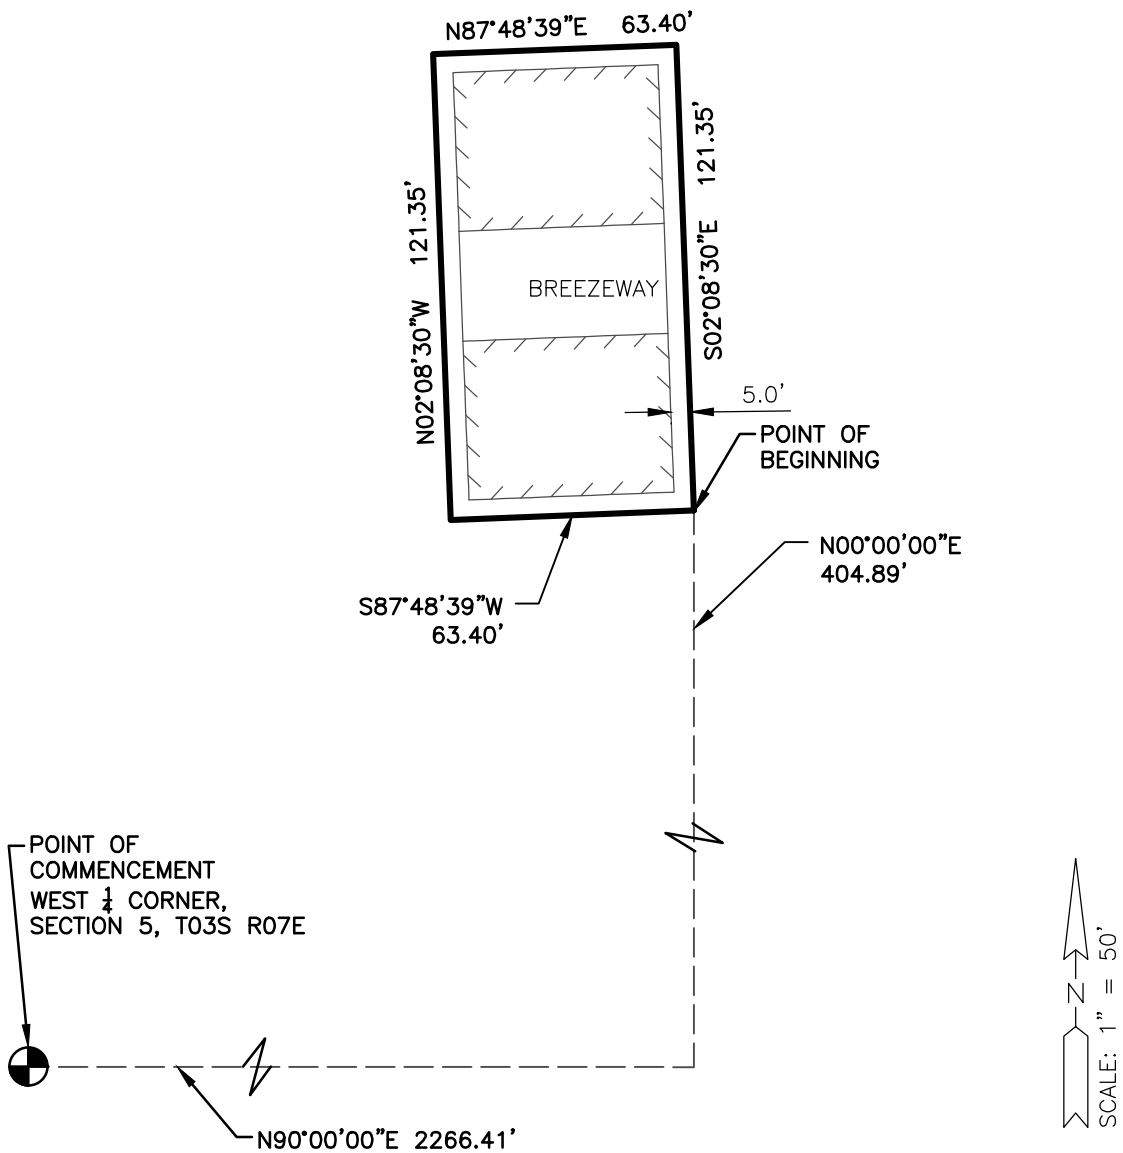 N87°48'39"E 63.40'
N02°08'30"W 121.35'
S02°08'30"E 121.35'
BREEZEWAY
5.0'
POINT OF
BEGINNING
N00°00'00"E
404.89'
S87°48'39"W
63.40'
POINT OF
COMMENCEMENT
WEST 1/4 CORNER,
SECTION 5, T03S R07E
N90°00'00"E 2266.41'
N
SCALE: 1" = 50'